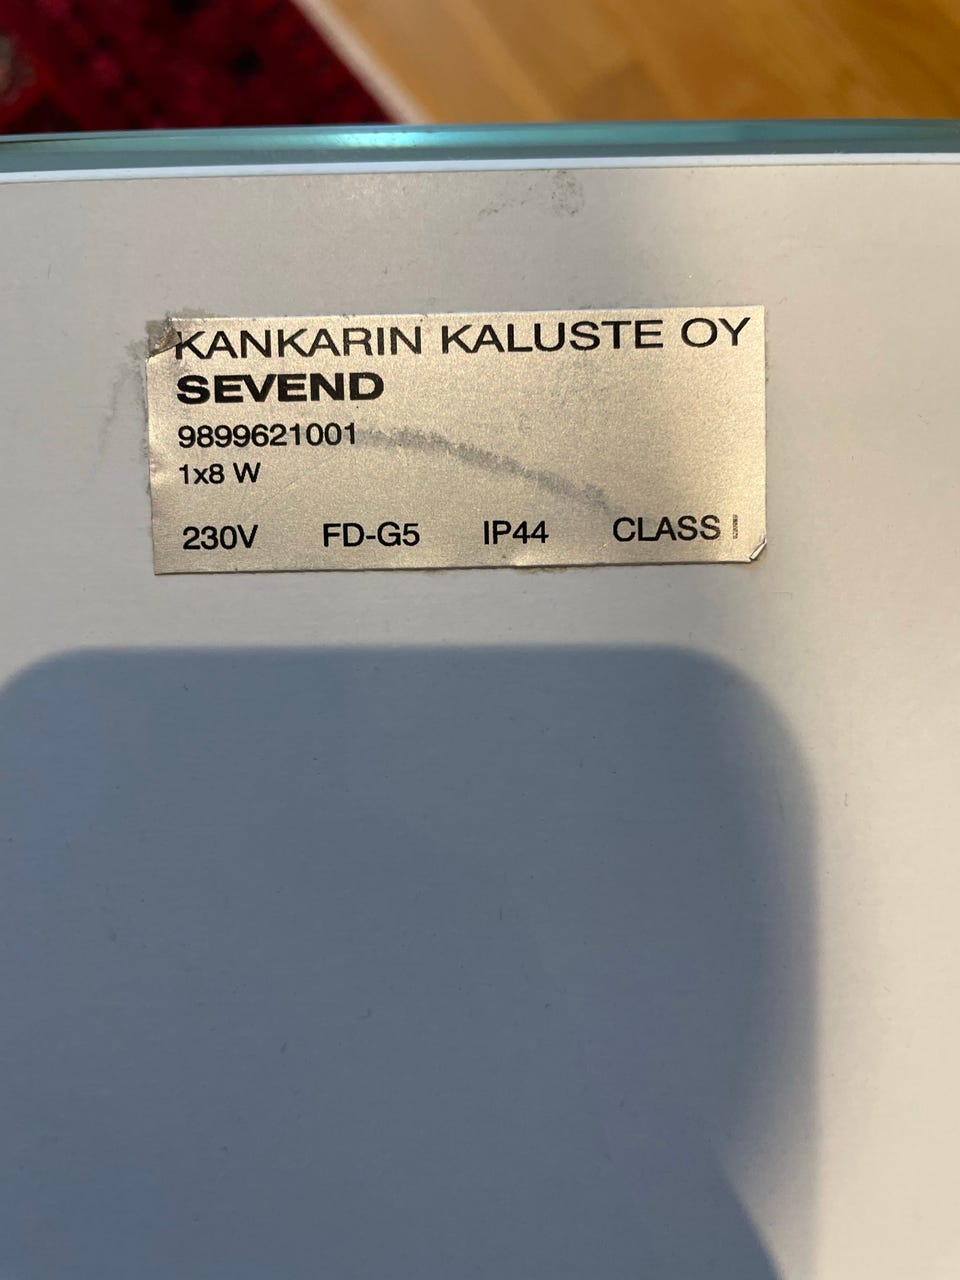 KANKARIN KALUSTE OY
SEVEND
9899621001
1x8 W
230V FD-G5 IP44 CLASS I